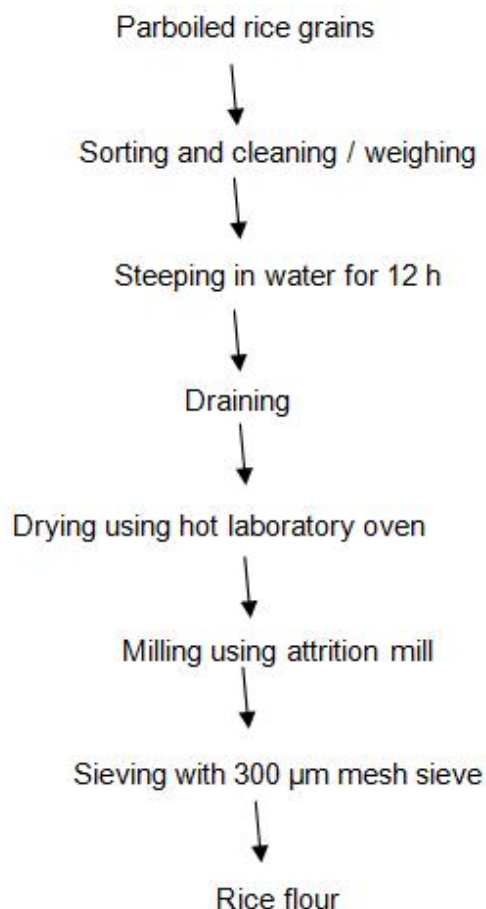 Parboiled rice grains
Sorting and cleaning / weighing
Steeping in water for 12 h
Draining
Drying using hot laboratory oven
Milling using attrition mill
Sieving with 300 µm mesh sieve
Rice flour